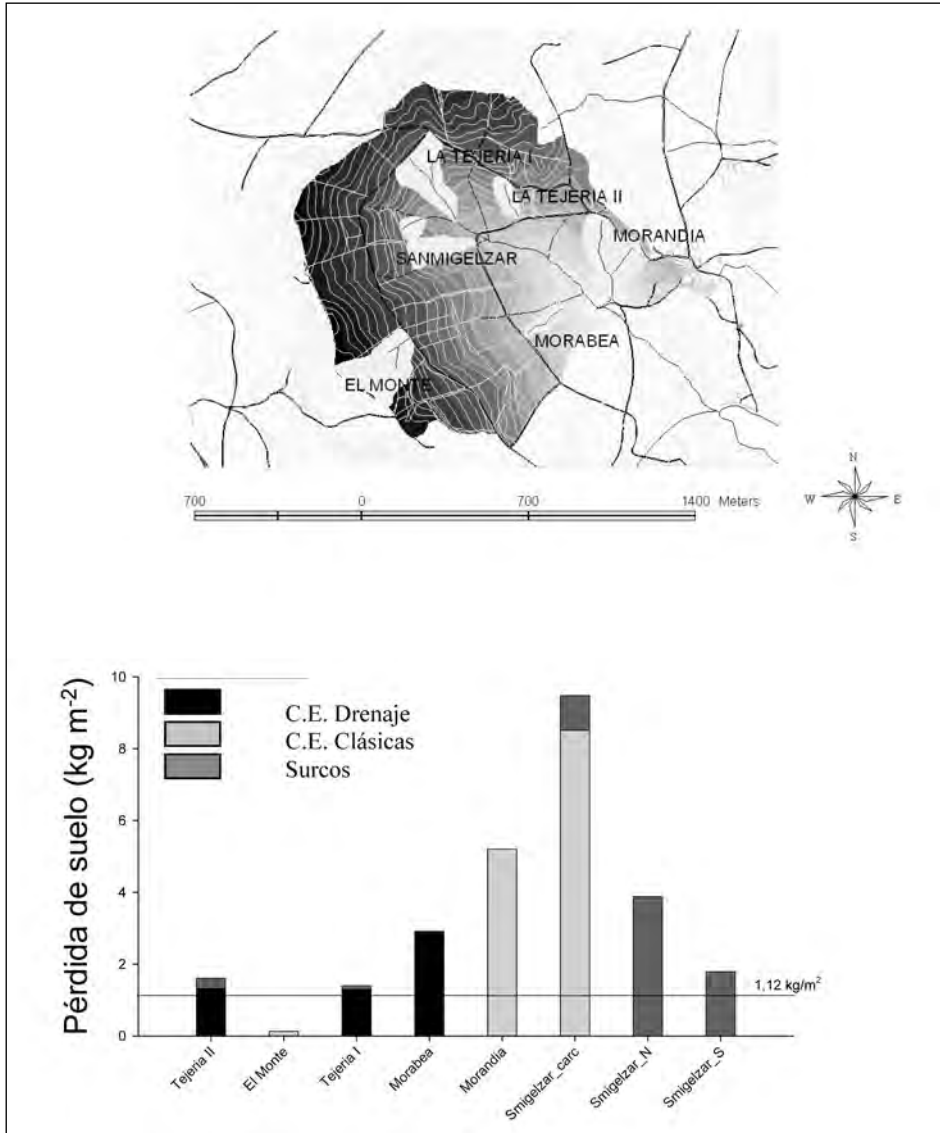 LA TEJERIA I
LA TEJERIA II
MORANDIA
SANMIGELZAR
MORABEA
EL MONTE
700 0 700 1400 Meters
N
W E
S
Pérdida de suelo (kg m-2)
10
8
6
4
2
0
C.E. Drenaje
C.E. Clásicas
Surcos
1,12 kg/m2
Tejeria II
El Monte
Tejeria I
Morabea
Morandia
Smigelzar_carc
Smigelzar_N
Smigelzar_S